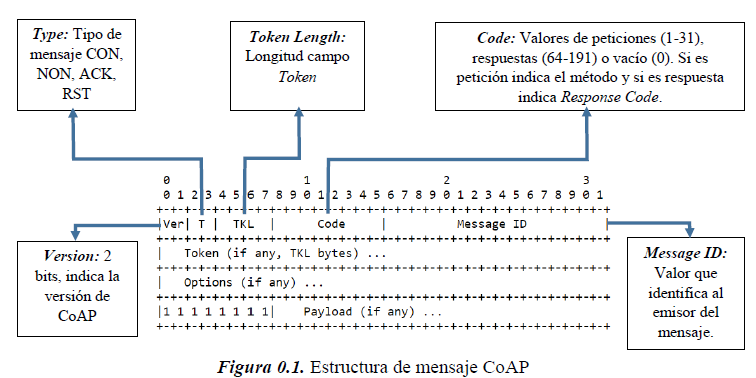 Type: Tipo de
mensaje CON,
NON, ACK,
RST
Token Length:
Longitud campo
Token
Code: Valores de peticiones (1-31),
respuestas (64-191) o vacío (0). Si es
petición indica el método y si es respuesta
indica Response Code.
0 1 2 3
0 1 2 3 4 5 6 7 8 9 0 1 2 3 4 5 6 7 8 9 0 1 2 3 4 5 6 7 8 9 0 1
+-+-+-+-+-+-+-+-+-+-+-+-+-+-+-+-+-+-+-+-+-+-+-+-+-+-+-+-+-+-+-+-+
|Ver| T | TKL | Code | Message ID |
+-+-+-+-+-+-+-+-+-+-+-+-+-+-+-+-+-+-+-+-+-+-+-+-+-+-+-+-+-+-+-+-+
| Token (if any, TKL bytes) ...
+-+-+-+-+-+-+-+-+-+-+-+-+-+-+-+-+-+-+-+-+-+-+-+-+-+-+-+-+-+-+-+-+
| Options (if any) ...
+-+-+-+-+-+-+-+-+-+-+-+-+-+-+-+-+-+-+-+-+-+-+-+-+-+-+-+-+-+-+-+-+
|1 1 1 1 1 1 1 1| Payload (if any) ...
+-+-+-+-+-+-+-+-+-+-+-+-+-+-+-+-+-+-+-+-+-+-+-+-+-+-+-+-+-+-+-+-+
Version: 2
bits, indica la
versión de
CoAP
Message ID:
Valor que
identifica al
emisor del
mensaje.
Figura 0.1. Estructura de mensaje CoAP